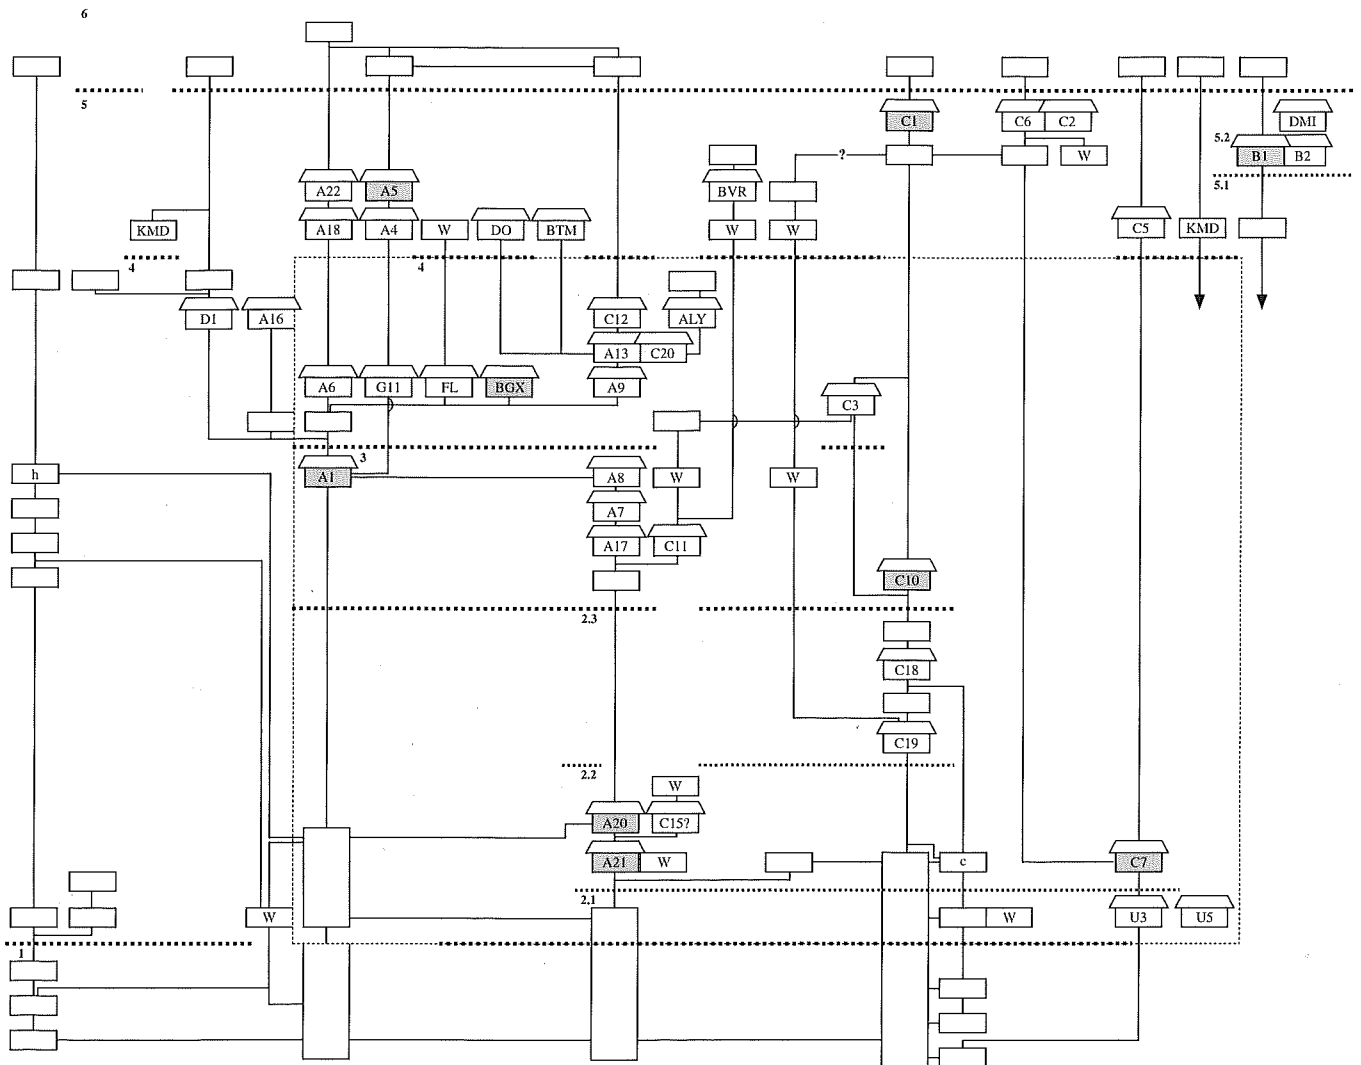 6
5
C1
C6 C2
DMI
W
5.2
B1 B2
?
A22 A5
BVR
5.1
KMD
A18 A4 W DO BTM
W
W
C5 KMD
4
4
D1 A16
C12 ALY
A13 C20
A6 G11 FL BGX A9
C3
3
h
A1
A8 W
W
A7
A17 C11
C10
2.3
C18
C19
2.2
W
A20 C15?
A21 W
c
C7
2.1
W
W
U3 U5
1